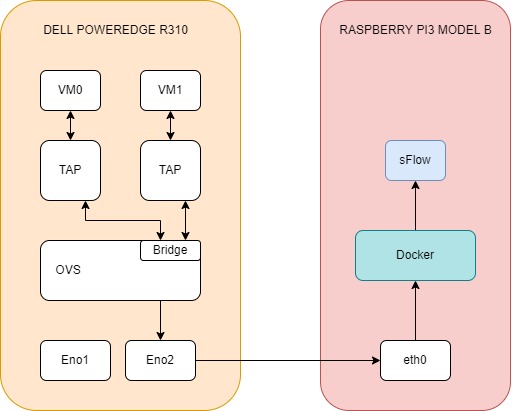 DELL POWEREDGE R310
RASPBERRY PI3 MODEL B
VM0
VM1
TAP
TAP
sFlow
Bridge
OVS
Docker
Eno1
Eno2
eth0